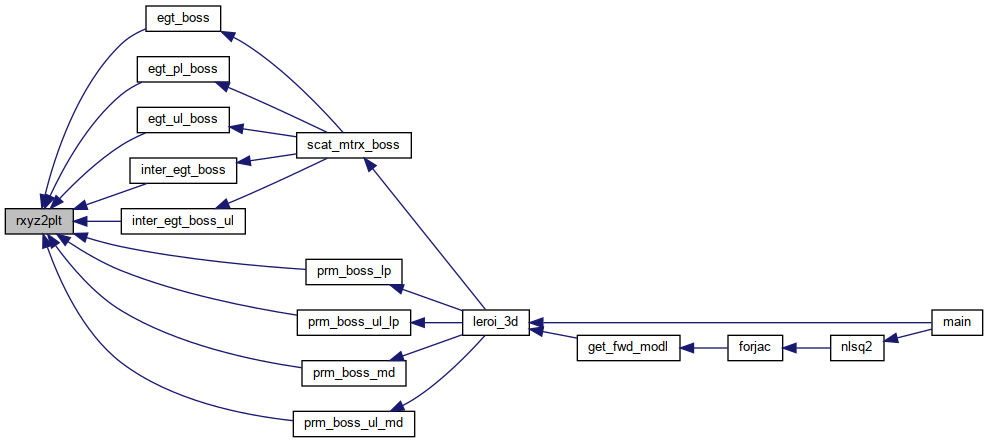 egt_boss
egt_pl_boss
egt_ul_boss
scat_mtrx_boss
inter_egt_boss
rxyz2plt
inter_egt_boss_ul
prm_boss_lp
prm_boss_ul_lp
leroi_3d
main
get_fwd_modl
forjac
nlsq2
prm_boss_md
prm_boss_ul_md